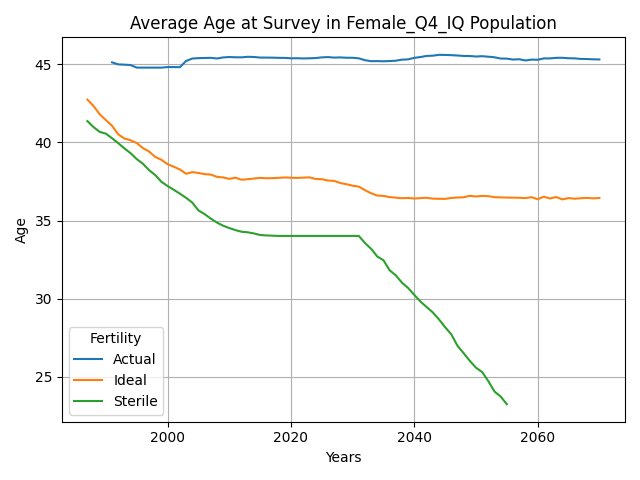 Average Age at Survey in Female_Q4_IQ Population
Age
45
40
35
30
25
Fertility
Actual
Ideal
Sterile
2000
2020
2040
2060
Years